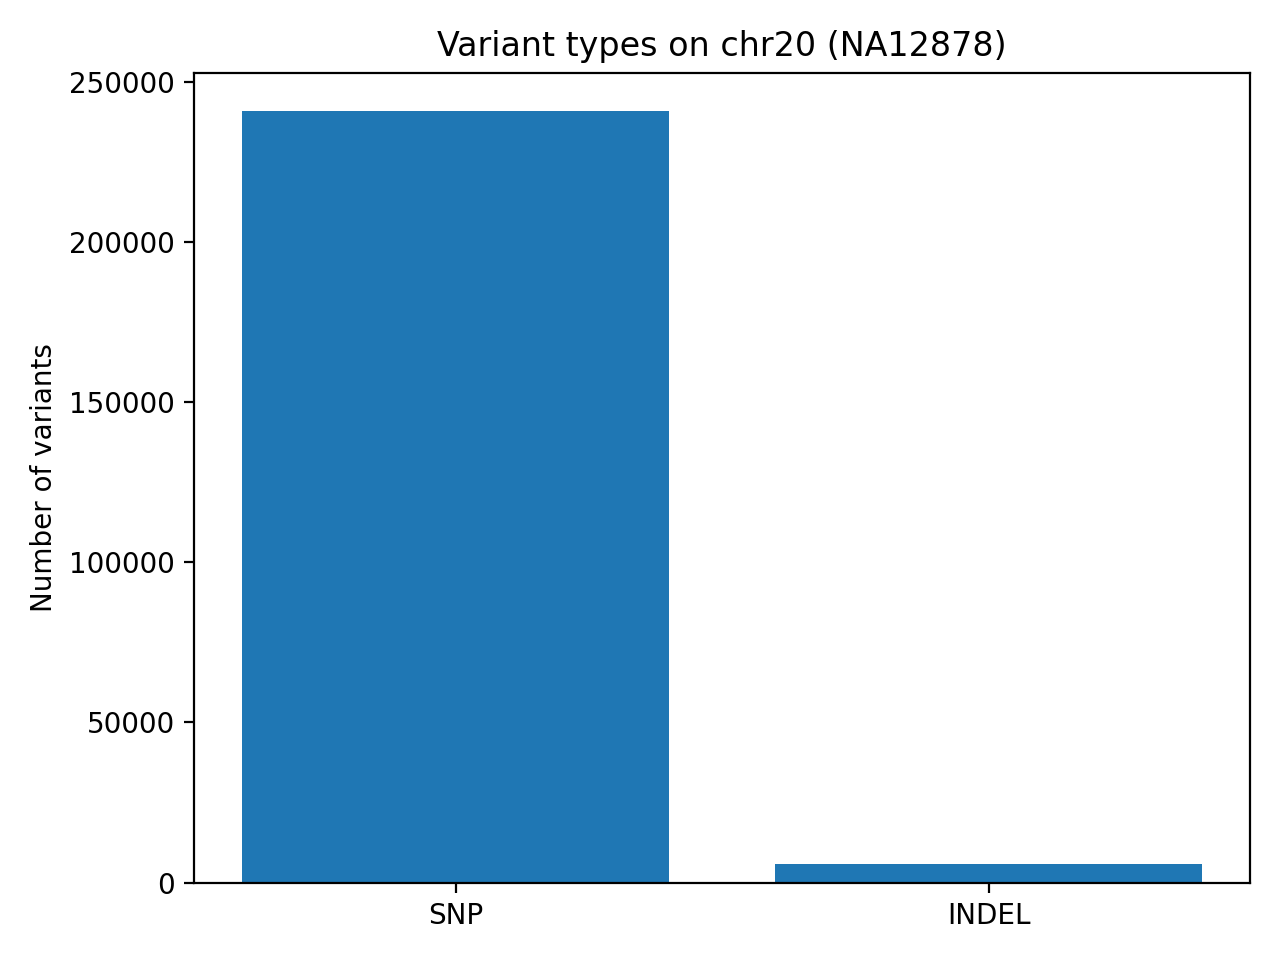 Variant types on chr20 (NA12878)
250000
200000
150000
100000
50000
0
Number of variants
SNP
INDEL